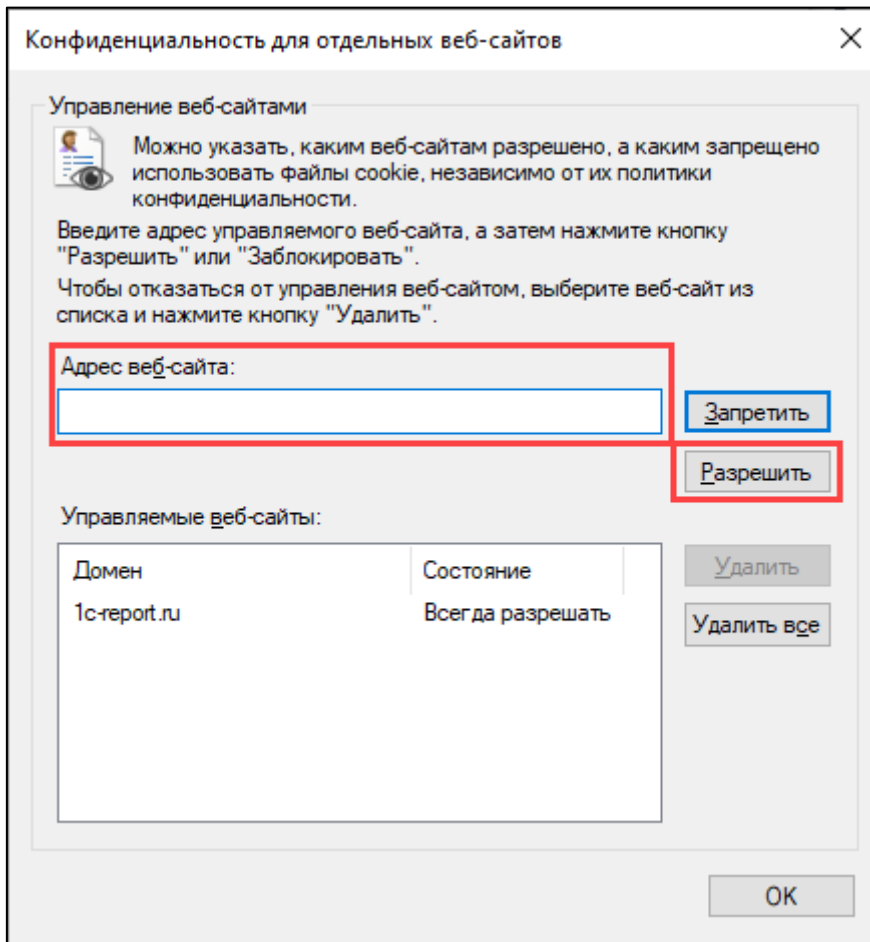 Конфиденциальность для отдельных веб-сайтов
Управление веб-сайтами
Можно указать, каким веб-сайтам разрешено, а каким запрещено
использовать файлы cookie, независимо от их политики
конфиденциальности.
Введите адрес управляемого веб-сайта, а затем нажмите кнопку
"Разрешить" или "Заблокировать".
Чтобы отказаться от управления веб-сайтом, выберите веб-сайт из
списка и нажмите кнопку "Удалить".
Адрес веб-сайта:
Запретить
Разрешить
Управляемые веб-сайты:
Домен Состояние
1c-report.ru Всегда разрешать
Удалить
Удалить все
OK